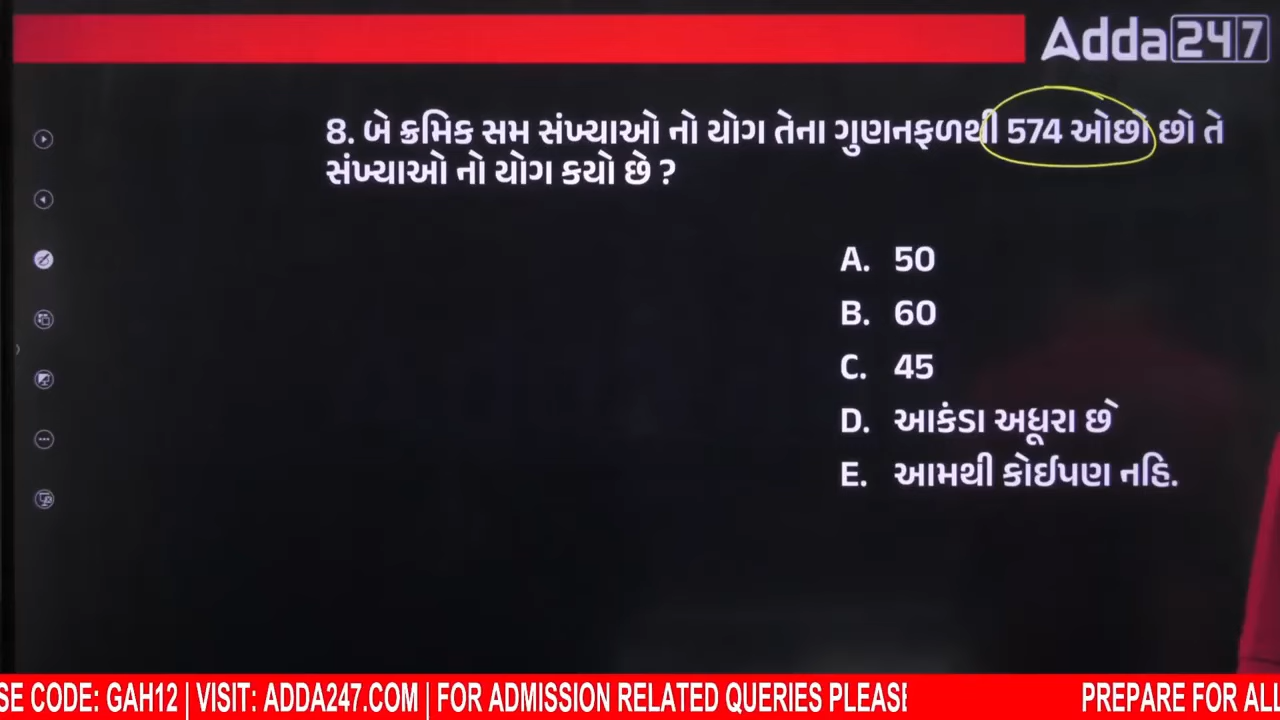 Adda247
8. બે ક્રમિક સમ સંખ્યાઓ નો યોગ તેના ગુણનફળથી 574 ઓછો છો તે
સંખ્યાઓ નો યોગ કયો છે ?
A. 50
B. 60
C. 45
D. આકંડા અધૂરા છે
E. આમથી કોઈપણ નહિ.
SE CODE: GAH12 | VISIT: ADDA247.COM | FOR ADMISSION RELATED QUERIES PLEASE PREPARE FOR ALL